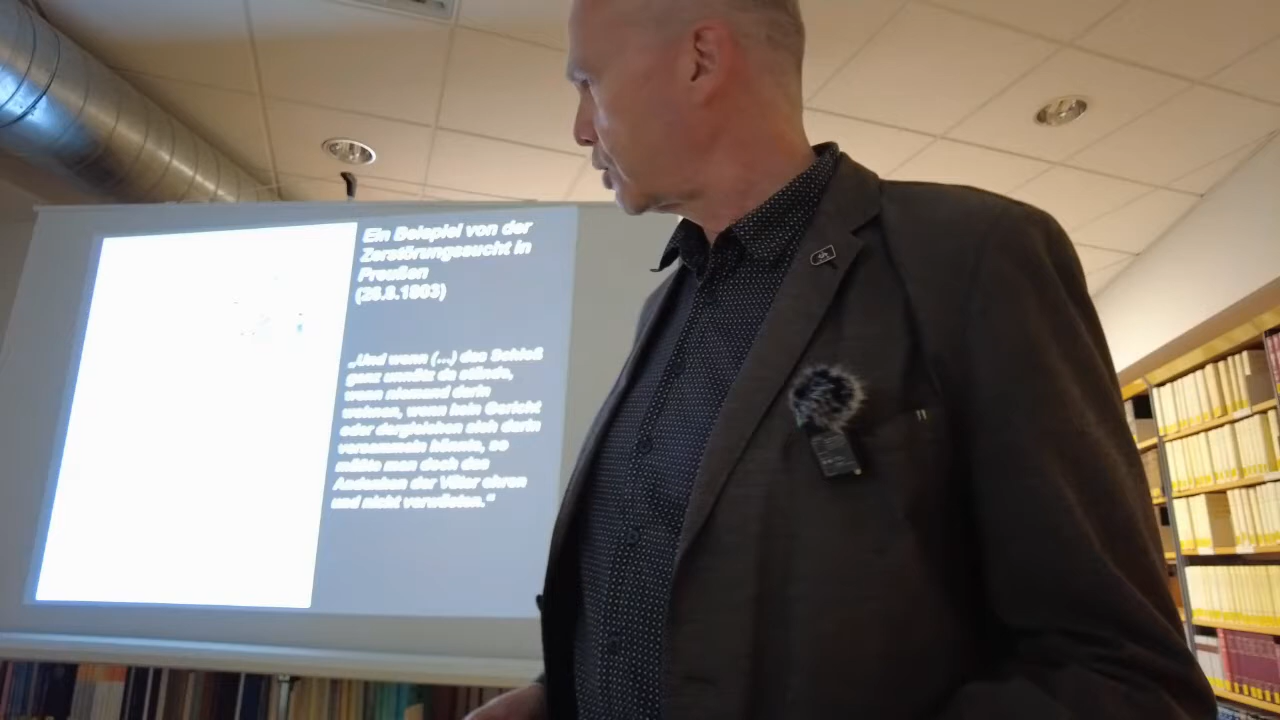 Ein Beispiel von der
Zerstörungssucht in
Preußen
(26.8.1803)
„Und wenn (...) das Schloß
ganz unnütz da stünde,
wenn niemand darin
wohnen, wenn kein Gericht
oder dergleichen sich darin
versammeln könnte, so
müßte man doch das
Andenken der Väter ehren
und nicht verwüsten.“